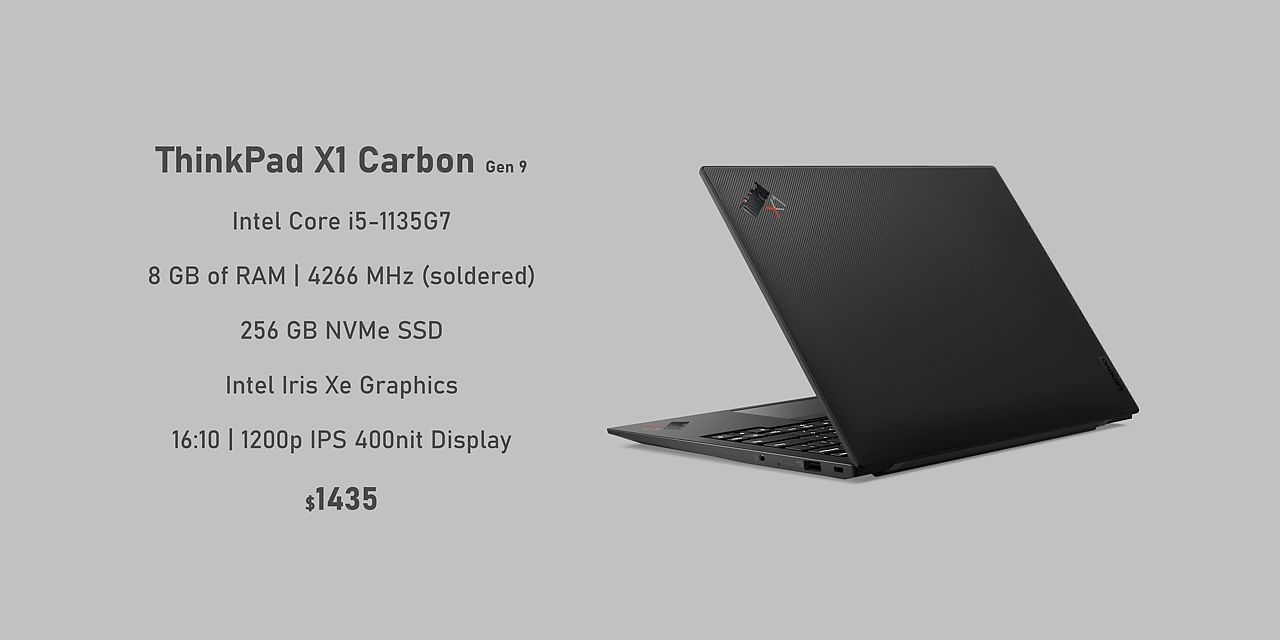 ThinkPad X1 Carbon Gen 9
Intel Core i5-1135G7
8 GB of RAM | 4266 MHz (soldered)
256 GB NVMe SSD
Intel Iris Xe Graphics
16:10 | 1200p IPS 400nit Display
$1435